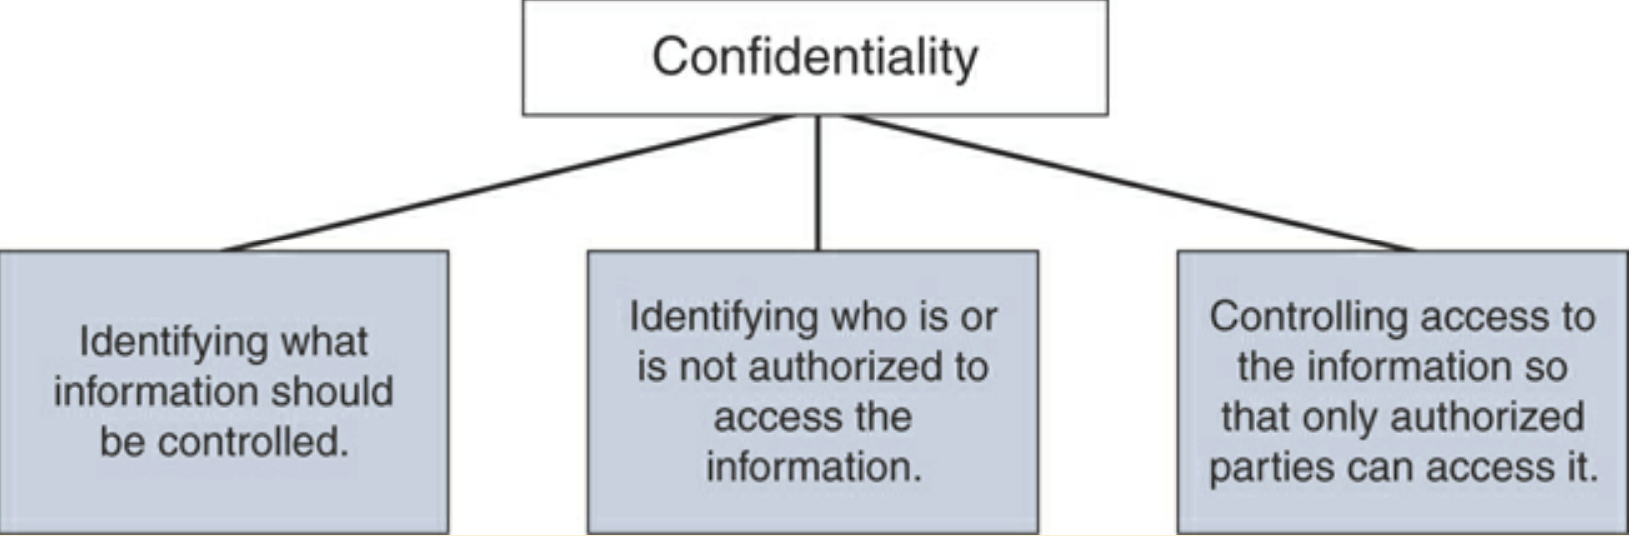 Confidentiality
Identifying what
information should
be controlled.
Identifying who is or
is not authorized to
access the
information.
Controlling access to
the information so
that only authorized
parties can access it.